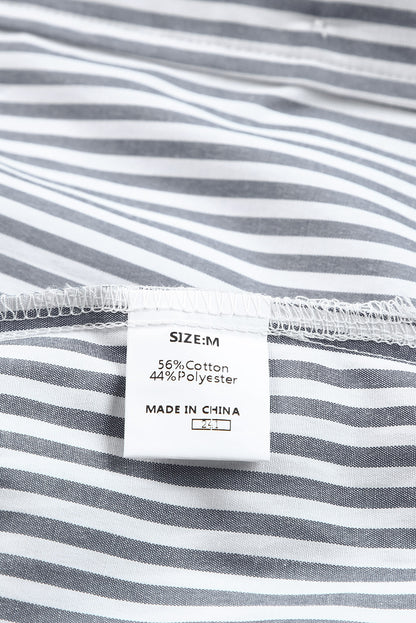 SIZE:M
56%Cotton
44%Polyester
MADE IN CHINA